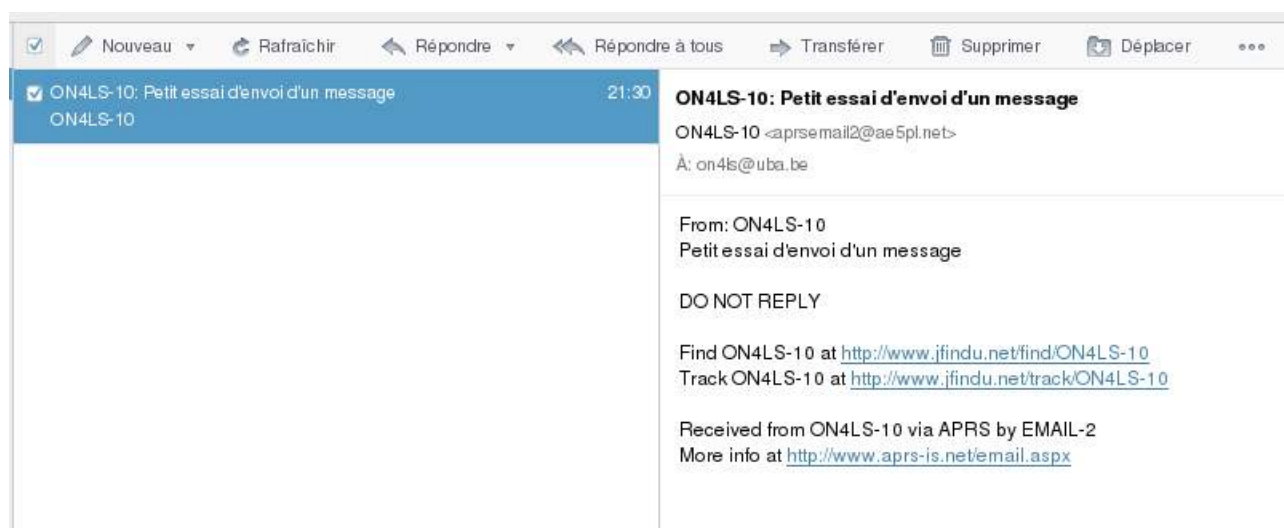 Nouveau Rafraîchir Répondre Répondre à tous Transférer Supprimer Déplacer
ON4LS-10: Petit essai d'envoi d'un message 21:30
ON4LS-10
ON4LS-10: Petit essai d'envoi d'un message
ON4LS-10 <aprsemail2@ae5pl.net>
À: on4ls@uba.be
From: ON4LS-10
Petit essai d'envoi d'un message
DO NOT REPLY
Find ON4LS-10 at http://www.jfindu.net/find/ON4LS-10
Track ON4LS-10 at http://www.jfindu.net/track/ON4LS-10
Received from ON4LS-10 via APRS by EMAIL-2
More info at http://www.aprs-is.net/email.aspx